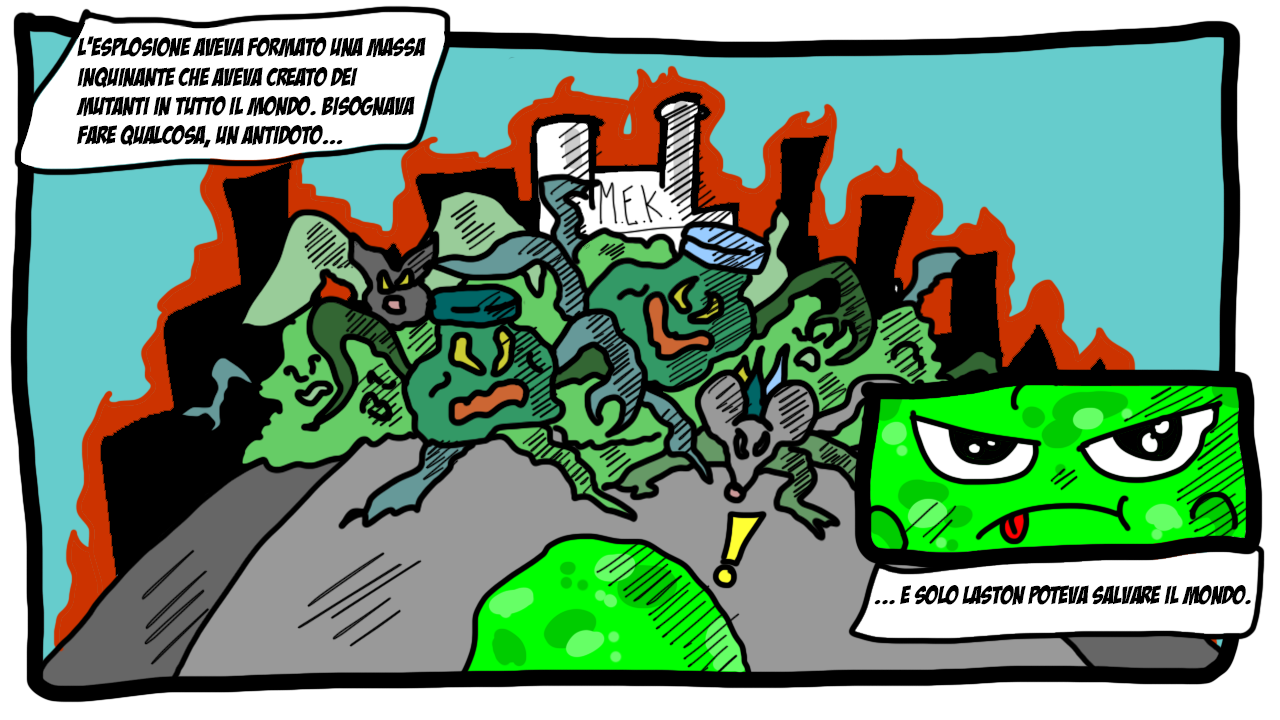 L'ESPLOSIONE AVEVA FORMATO UNA MASSA
INQUINANTE CHE AVEVA CREATO DEI
MUTANTI IN TUTTO IL MONDO. BISOGNAVA
FARE QUALCOSA, UN ANTIDOTO...
M.E.K.
!
... E SOLO LASTON POTEVA SALVARE IL MONDO.